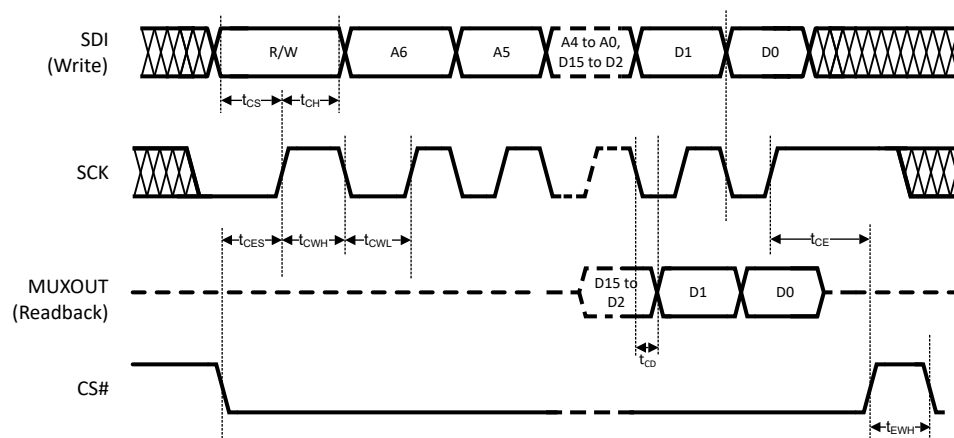 SDI
(Write)
R/W
A6
A5
A4 to A0,
D15 to D2
D1
D0
tCS
tCH
SCK
tCES
tCWH
tCWL
tCE
MUXOUT
(Readback)
D15 to
D2
D1
D0
tCD
CS#
tEWH